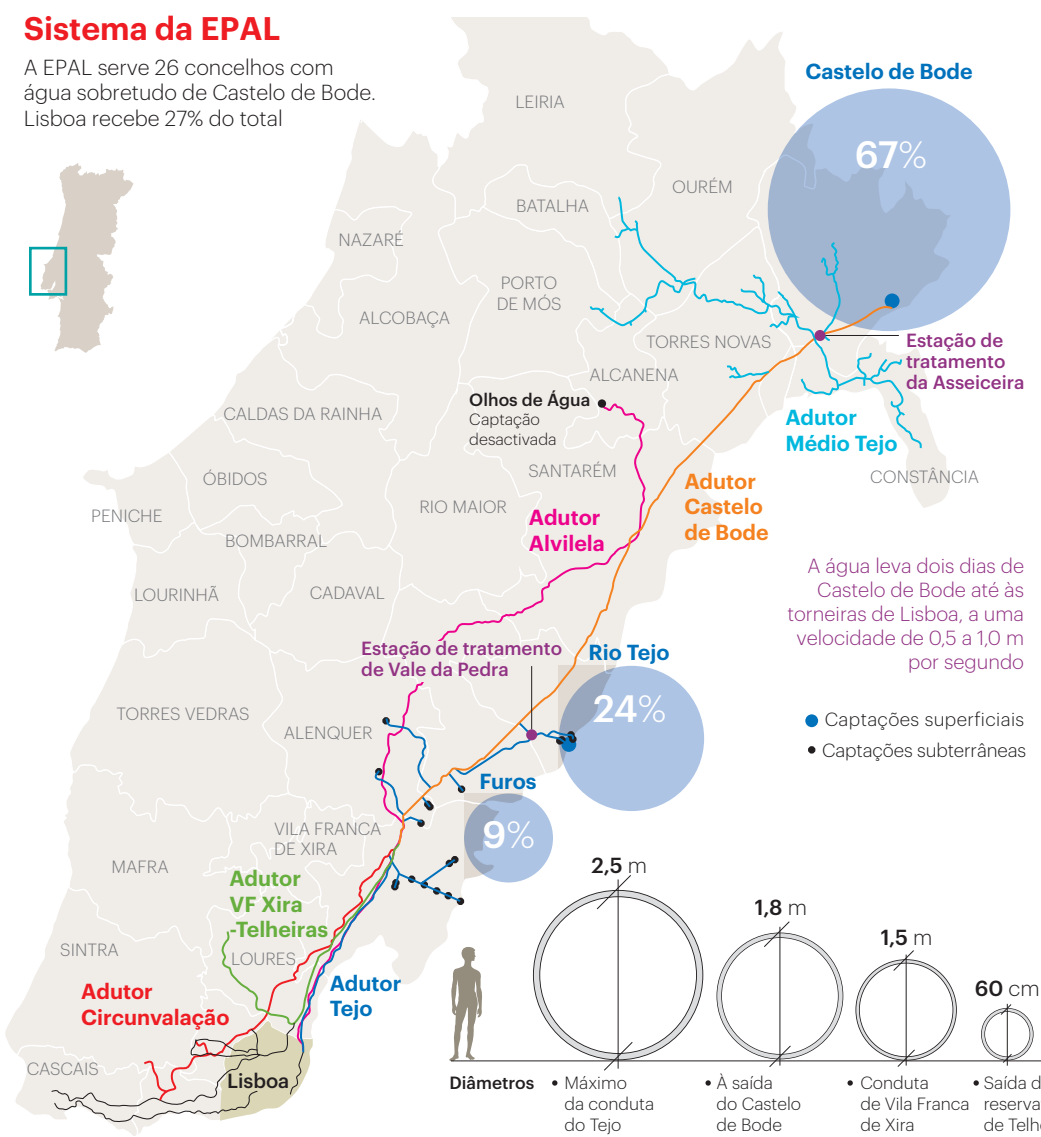 Sistema da EPAL
A EPAL serve 26 concelhos com
água sobretudo de Castelo de Bode.
Lisboa recebe 27% do total
Castelo de Bode
67%
LEIRIA
OURÉM
BATALHA
NAZARÉ
PORTO
DE MÓS
ALCOBAÇA
TORRES NOVAS
Estação de
tratamento
da Asseiceira
ALCANENA
Olhos de Água
Captação
desactivada
CALDAS DA RAINHA
Adutor
Médio Tejo
SANTARÉM
CONSTÂNCIA
ÓBIDOS
Adutor
Castelo
de Bode
RIO MAIOR
PENICHE
Adutor
Alvilela
BOMBARRAL
A água leva dois dias de
Castelo de Bode até às
torneiras de Lisboa, a uma
velocidade de 0,5 a 1,0 m
por segundo
LOURINHÃ
CADAVAL
Estação de tratamento
de Vale da Pedra
Rio Tejo
24%
TORRES VEDRAS
ALENQUER
Captações superficiais
Captações subterrâneas
Furos
9%
VILA FRANCA
DE XIRA
MAFRA
Adutor
VF Xira
-Telheiras
SINTRA
LOURES
Adutor
Tejo
Adutor
Circunvalação
CASCAIS
Lisboa
2,5 m
1,8 m
1,5 m
60 cm
Diâmetros
• Máximo
da conduta
do Tejo
• À saída
do Castelo
de Bode
• Conduta
de Vila Franca
de Xira
• Saída
de